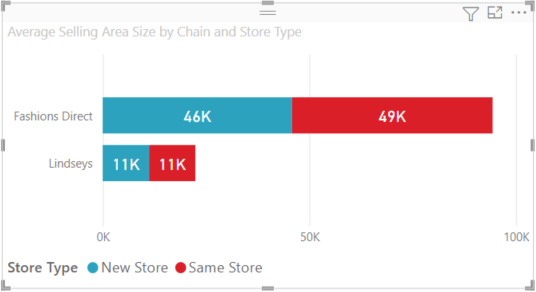 Average Selling Area Size by Chain and Store Type
Fashions Direct 46K 49K
Lindseys 11K 11K
0K 50K 100K
Store Type New Store Same Store